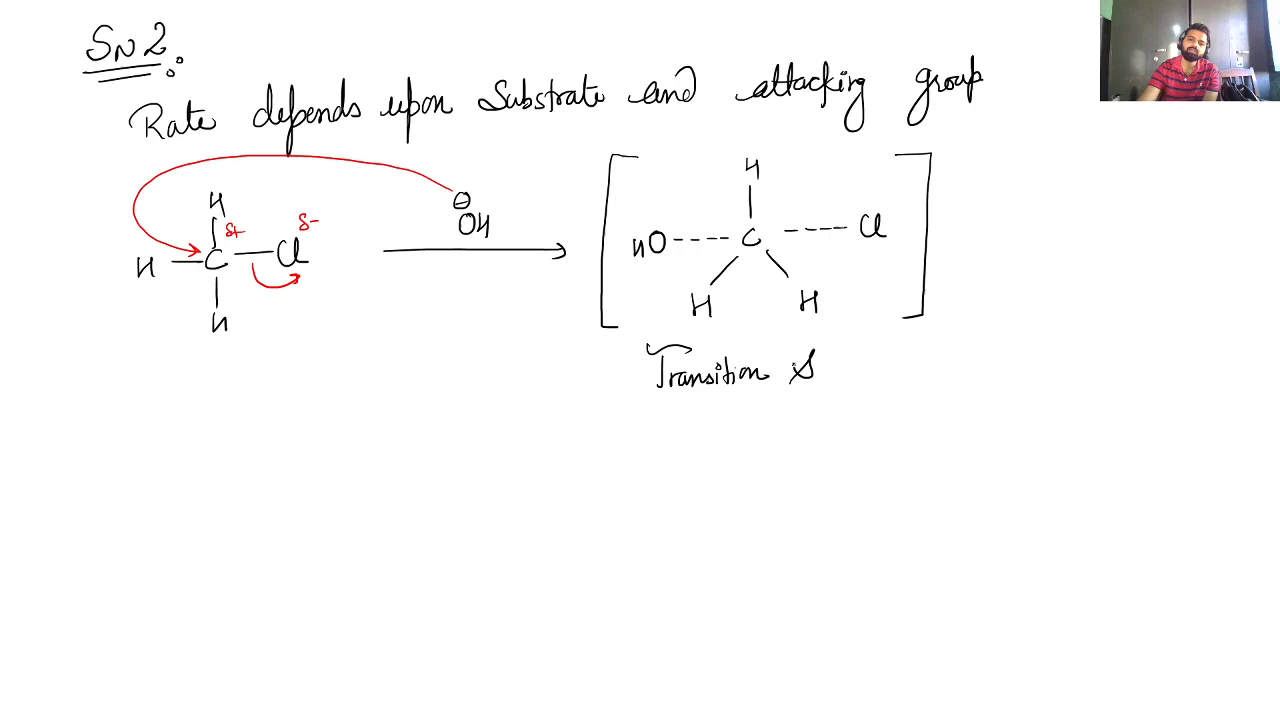 SN2:
Rate depends upon Substrate and attacking group
H
δ+
δ-
⊖
OH
H
C
Cl
H
H
HO
C
Cl
H
H
Transition S